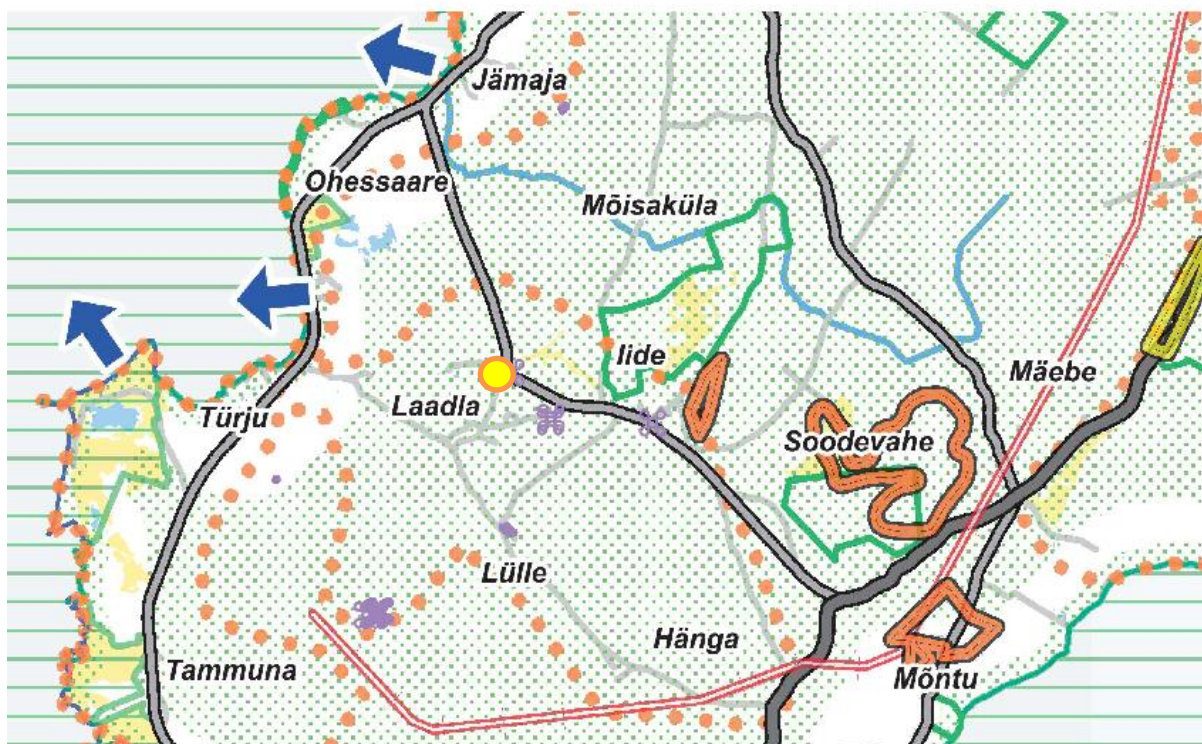 Jämaja
Ohessaare
Mõisaküla
Iide
Mäebe
Laadla
Türju
Soodevahe
Lülle
Hänga
Tammuna
Mõntu